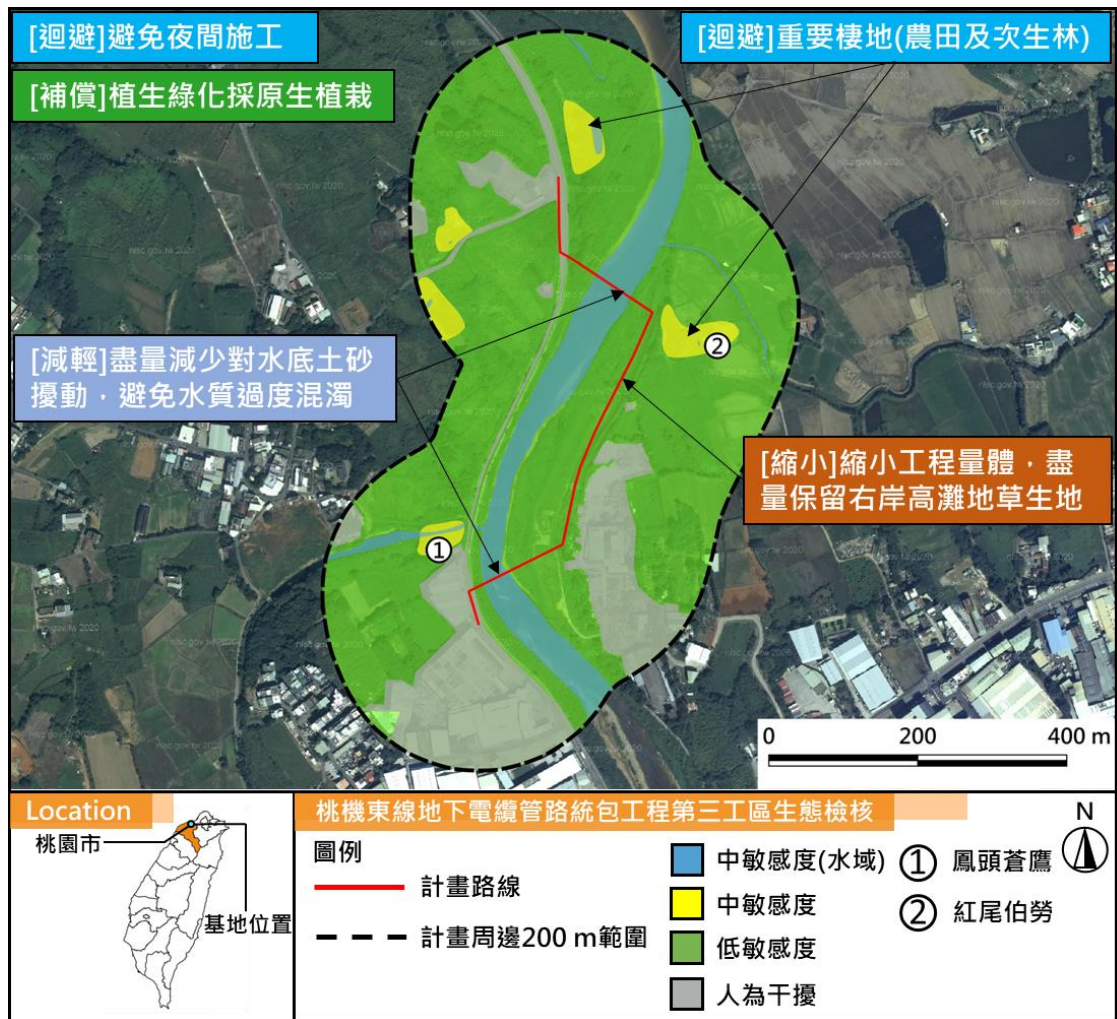 [迴避]避免夜間施工
[補償]植生綠化採原生植栽
[迴避]重要棲地(農田及次生林)
[減輕]盡量減少對水底土砂
擾動，避免水質過度混濁
[縮小]縮小工程量體，盡
量保留右岸高灘地草生地
②
①
0 200 400 m
Location
桃園市
基地位置
桃機東線地下電纜管路統包工程第三工區生態檢核
圖例
計畫路線
計畫周邊200 m範圍
中敏感度(水域)
中敏感度
低敏感度
人為干擾
① 鳳頭蒼鷹
② 紅尾伯勞
N